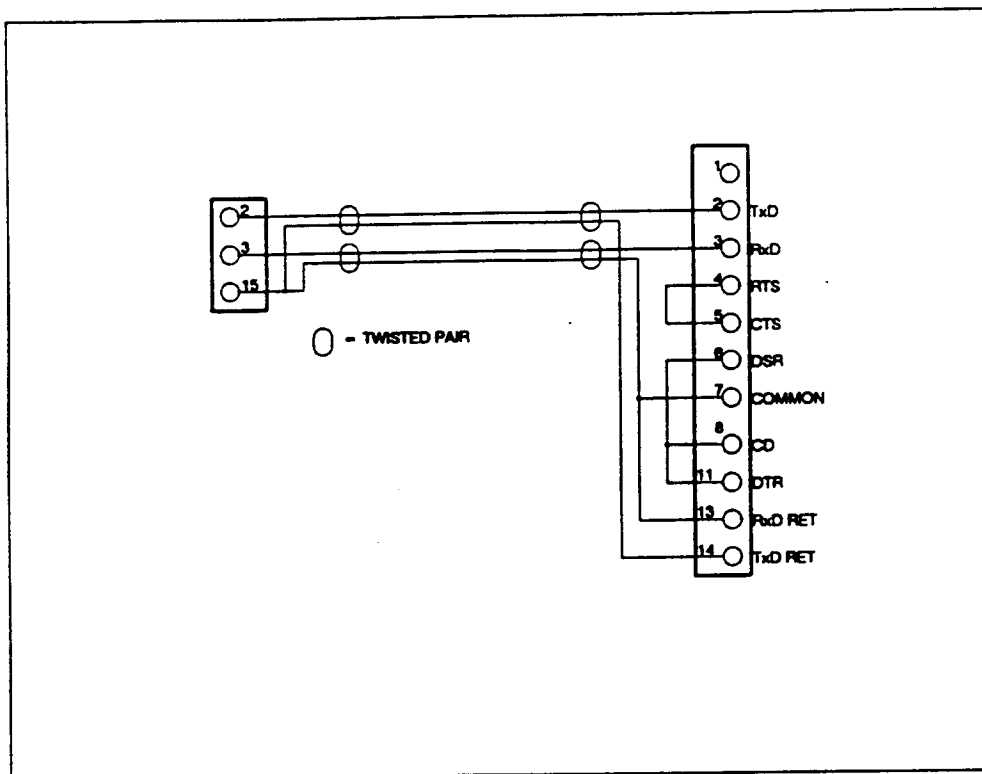 1
2 TxD
3 RxD
4 RTS
5 CTS
6 DSR
7 COMMON
8 CD
11 DTR
13 RxD RET
14 TxD RET
2
3
15
= TWISTED PAIR